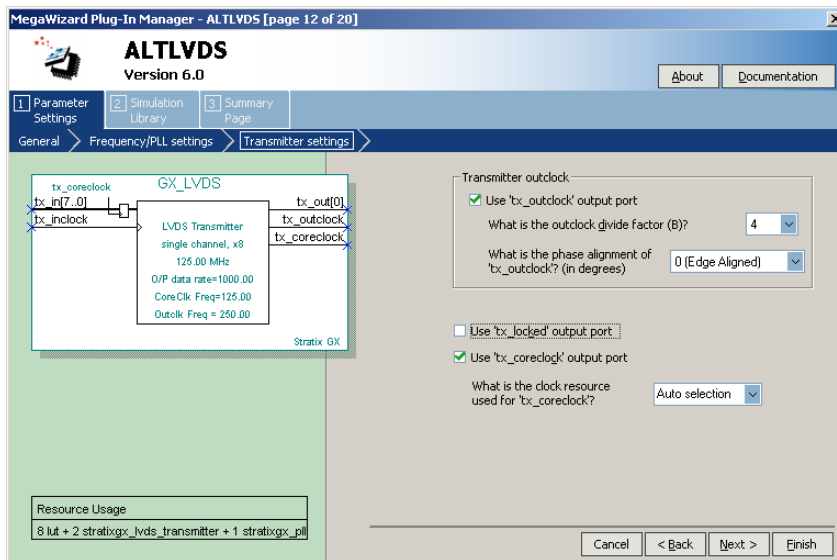 MegaWizard Plug-In Manager - ALTLVDS [page 12 of 20]
ALTLVDS
Version 6.0
About
Documentation
1 Parameter Settings
2 Simulation Library
3 Summary Page
General
Frequency/PLL settings
Transmitter settings
GX_LVDS
tx_coreclock
tx_in[7..0]
tx_inclock
tx_out[0]
tx_outclock
tx_coreclock
LVDS Transmitter
single channel, x8
125.00 MHz
O/P data rate=1000.00
CoreClk Freq=125.00
Outclk Freq = 250.00
Stratix GX
Resource Usage
8 lut + 2 stratixgx_lvds_transmitter + 1 stratixgx_pll
Transmitter outclock
Use 'tx_outclock' output port
What is the outclock divide factor (B)?
4
What is the phase alignment of
'tx_outclock'? (in degrees)
0 (Edge Aligned)
Use 'tx_locked' output port
Use 'tx_coreclock' output port
What is the clock resource
used for 'tx_coreclock'?
Auto selection
Cancel
< Back
Next >
Finish